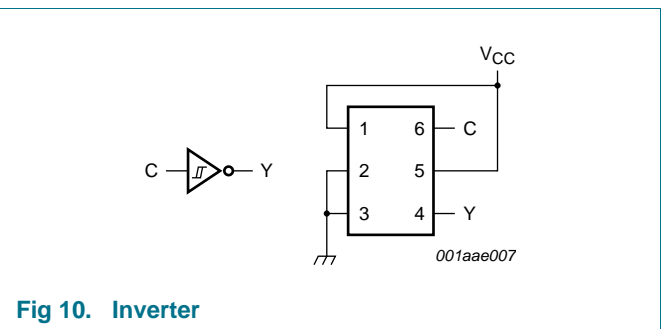 VCC
1 6 C
C Y 2 5
3 4 Y
001aae007
Fig 10. Inverter